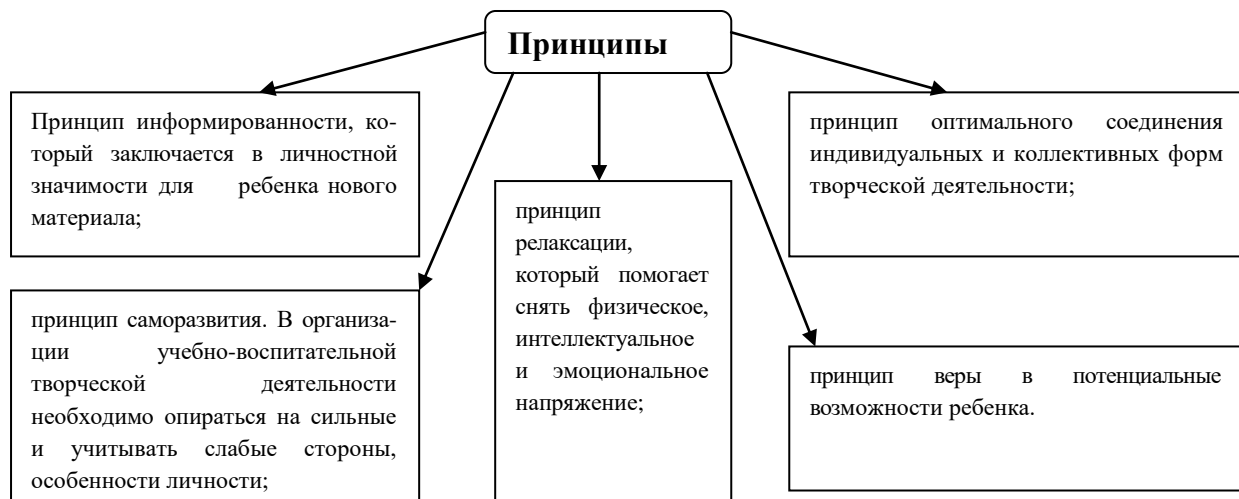 Принципы
Принцип информированности, ко-
торый заключается в личностной
значимости для ребенка нового
материала;
принцип саморазвития. В организа-
ции учебно-воспитательной
творческой деятельности
необходимо опираться на сильные
и учитывать слабые стороны,
особенности личности;
принцип
релаксации,
который помогает
снять физическое,
интеллектуальное
и эмоциональное
напряжение;
принцип оптимального соединения
индивидуальных и коллективных форм
творческой деятельности;
принцип веры в потенциальные
возможности ребенка.